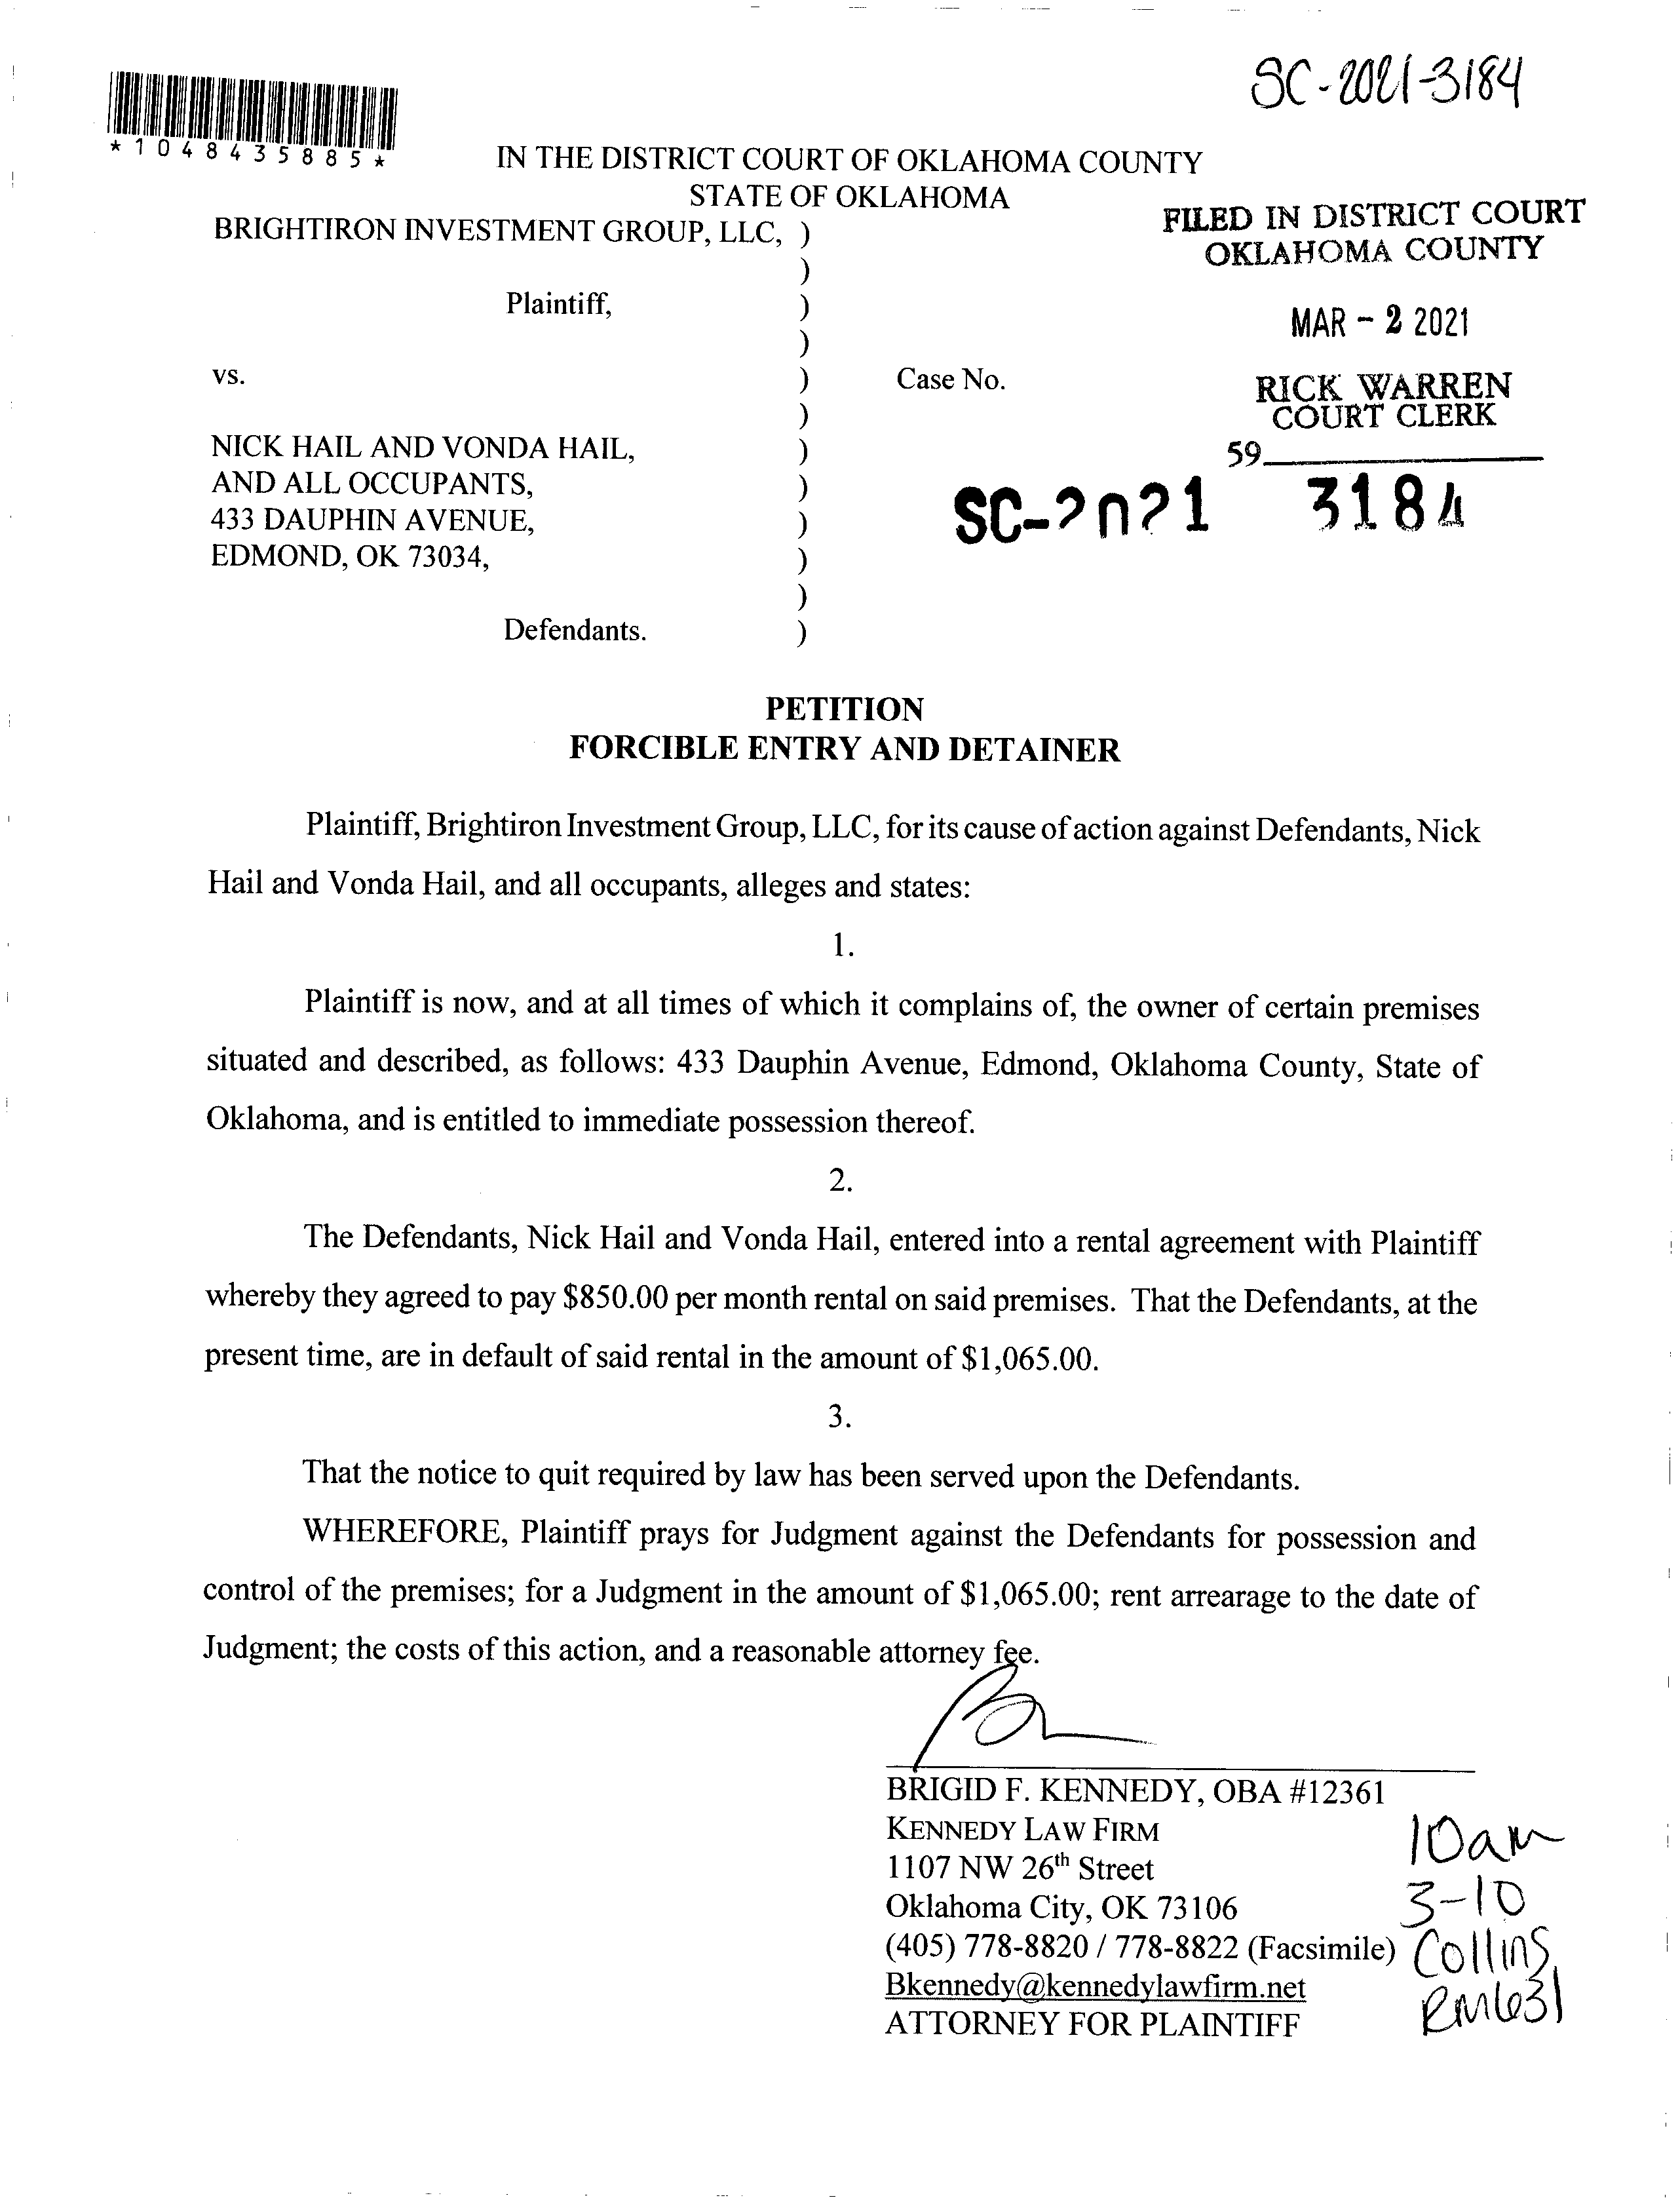 SC-2021-3184
*1048435885*
IN THE DISTRICT COURT OF OKLAHOMA COUNTY
STATE OF OKLAHOMA
FILED IN DISTRICT COURT
OKLAHOMA COUNTY
MAR - 2 2021
RICK WARREN
COURT CLERK
59
BRIGHTIRON INVESTMENT GROUP, LLC, )
)
Plaintiff, )
)
vs. ) Case No.
)
NICK HAIL AND VONDA HAIL, )
AND ALL OCCUPANTS, )
433 DAUPHIN AVENUE, )
EDMOND, OK 73034, )
)
Defendants. )
SC-2021 3184
PETITION
FORCIBLE ENTRY AND DETAINER
Plaintiff, Brightiron Investment Group, LLC, for its cause of action against Defendants, Nick
Hail and Vonda Hail, and all occupants, alleges and states:
1.
Plaintiff is now, and at all times of which it complains of, the owner of certain premises
situated and described, as follows: 433 Dauphin Avenue, Edmond, Oklahoma County, State of
Oklahoma, and is entitled to immediate possession thereof.
2.
The Defendants, Nick Hail and Vonda Hail, entered into a rental agreement with Plaintiff
whereby they agreed to pay $850.00 per month rental on said premises. That the Defendants, at the
present time, are in default of said rental in the amount of $1,065.00.
3.
That the notice to quit required by law has been served upon the Defendants.
WHEREFORE, Plaintiff prays for Judgment against the Defendants for possession and
control of the premises; for a Judgment in the amount of $1,065.00; rent arrearage to the date of
Judgment; the costs of this action, and a reasonable attorney fee.
BRIGID F. KENNEDY, OBA #12361
KENNEDY LAW FIRM
1107 NW 26th Street
Oklahoma City, OK 73106
(405) 778-8820 / 778-8822 (Facsimile)
Bkennedy@kennedylawfirm.net
ATTORNEY FOR PLAINTIFF
10am
3-10
Collins
Rm631